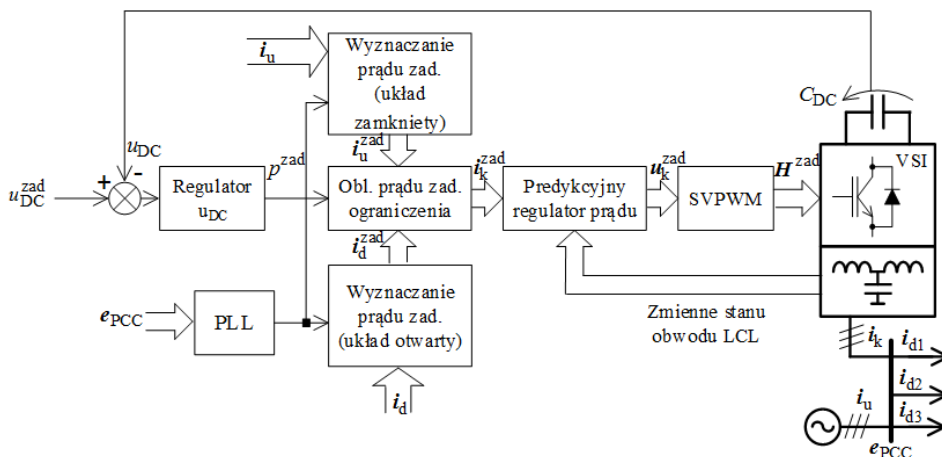 i_u
Wyznaczanie
prądu zad.
(układ
zamkniety)
C_DC
u_DC
p^zad
i_u^zad
i_k^zad
u_k^zad
H^zad
VSI
u_DC^zad
+
-
Regulator
u_DC
Obl. prądu zad.
ograniczenia
Predykcyjny
regulator prądu
SVPWM
i_d^zad
e_PCC
PLL
Wyznaczanie
prądu zad.
(układ otwarty)
Zmienne stanu
obwodu LCL
i_d
i_k
i_d1
i_d2
i_u
i_d3
e_PCC